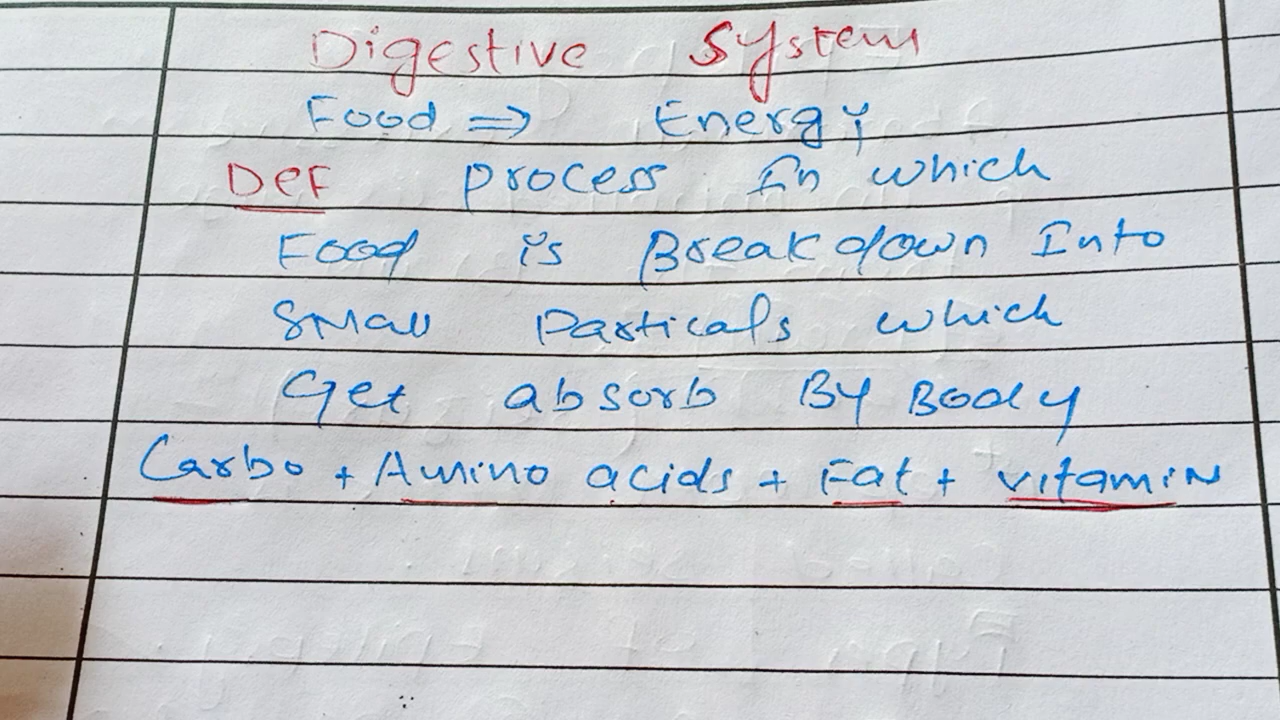 Digestive System
Food ⇒ Energy
DEF process In which
Food is Breakdown Into
Small Particals which
Get absorb By Body
Carbo + Amino acids + Fat + vitamin